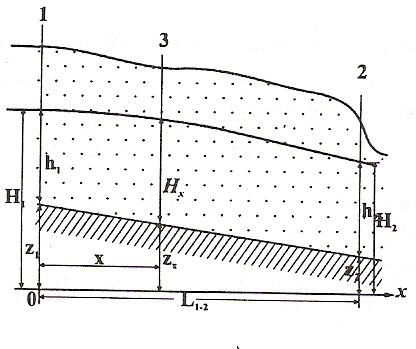 1
3
2
h₁
H₁
Hₓ
h
H₂
z₁
x
zₓ
z
0
L₁₋₂
x